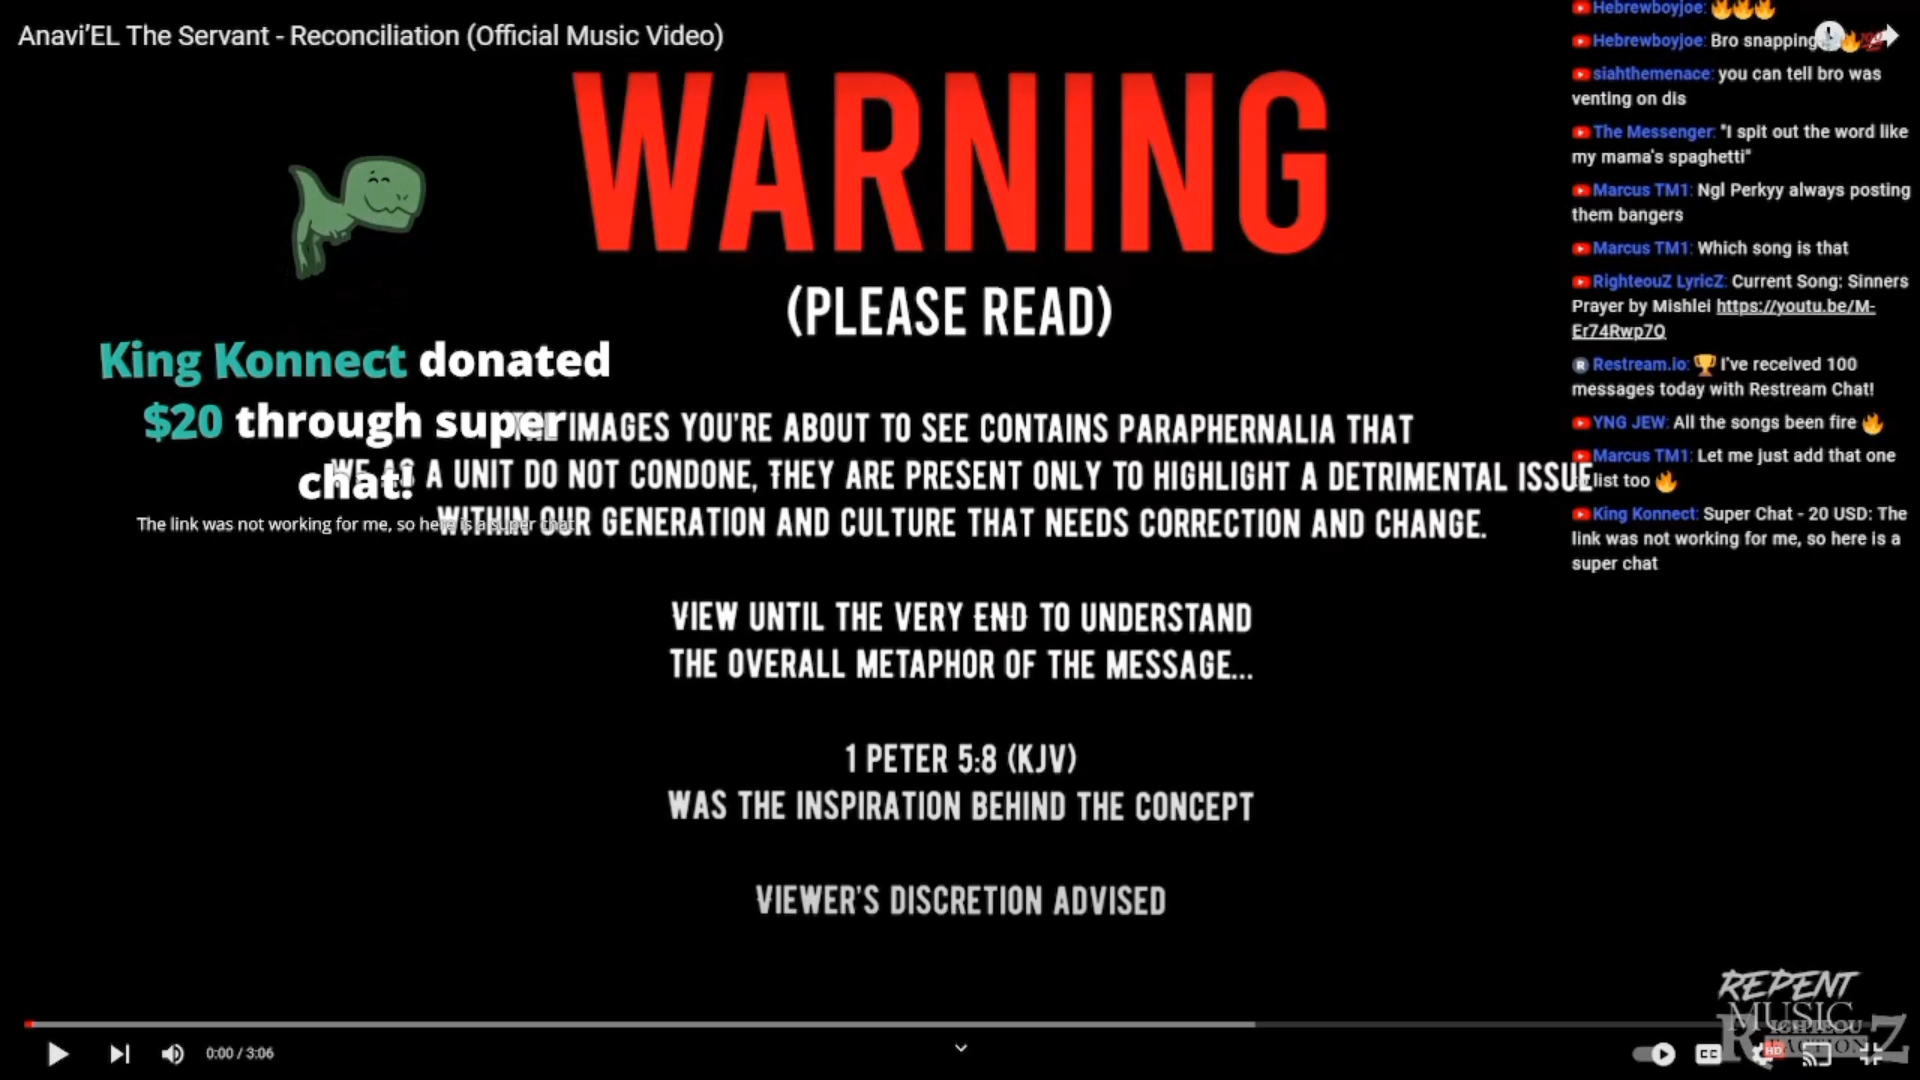 Anavi'EL The Servant - Reconciliation (Official Music Video)
WARNING
(PLEASE READ)
King Konnect donated
$20 through super
chat!
The link was not working for me, so here is a super chat
IMAGES YOU'RE ABOUT TO SEE CONTAINS PARAPHERNALIA THAT
WE AS A UNIT DO NOT CONDONE, THEY ARE PRESENT ONLY TO HIGHLIGHT A DETRIMENTAL ISSUE
WITHIN OUR GENERATION AND CULTURE THAT NEEDS CORRECTION AND CHANGE.
VIEW UNTIL THE VERY END TO UNDERSTAND
THE OVERALL METAPHOR OF THE MESSAGE...
1 PETER 5:8 (KJV)
WAS THE INSPIRATION BEHIND THE CONCEPT
VIEWER'S DISCRETION ADVISED
Hebrewboyjoe: 🔥🔥🔥
Hebrewboyjoe: Bro snapping 🔥💯
siahthemenace: you can tell bro was
venting on dis
The Messenger: "I spit out the word like
my mama's spaghetti"
Marcus TM1: Ngl Perkyy always posting
them bangers
Marcus TM1: Which song is that
RighteouZ LyricZ: Current Song: Sinners
Prayer by Mishlei https://youtu.be/M-
Er74Rwp7Q
Restream.io: 🏆 I've received 100
messages today with Restream Chat!
YNG JEW: All the songs been fire 🔥
Marcus TM1: Let me just add that one
list too 🔥
King Konnect: Super Chat - 20 USD: The
link was not working for me, so here is a
super chat
0:00 / 3:06
CC
HD
REPENT
MUSIC